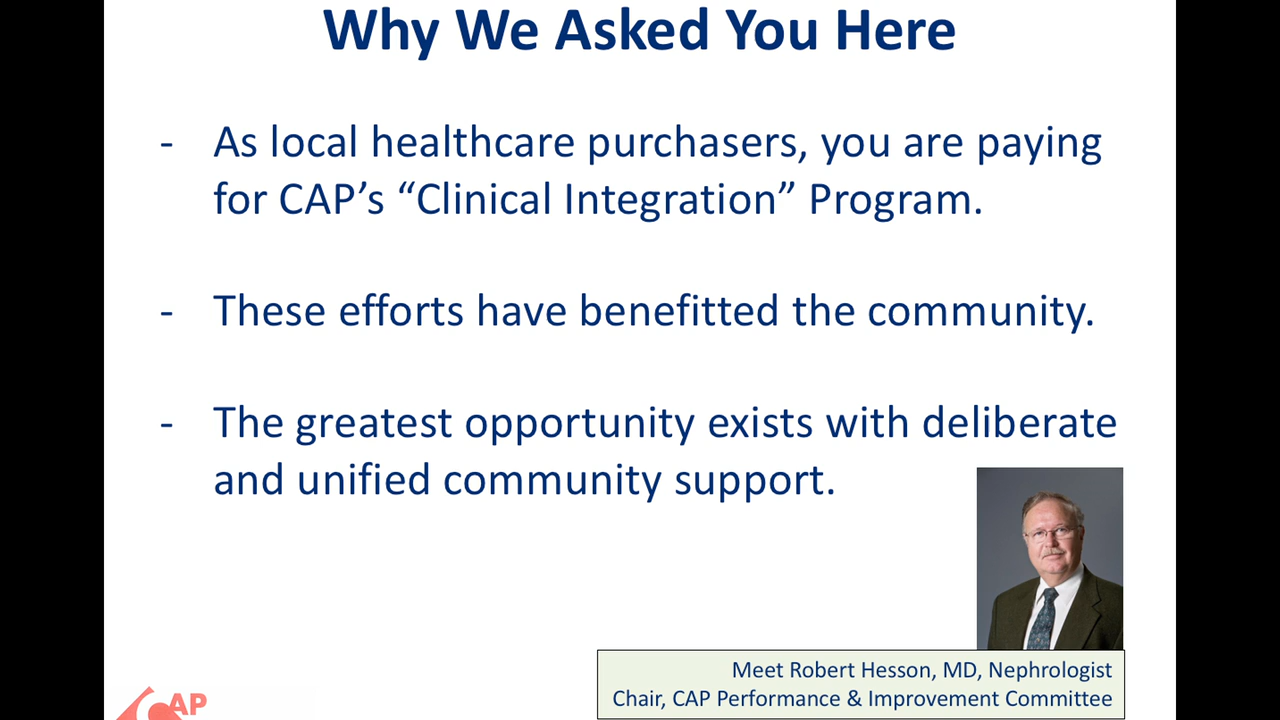 Why We Asked You Here
- As local healthcare purchasers, you are paying
for CAP’s “Clinical Integration” Program.
- These efforts have benefitted the community.
- The greatest opportunity exists with deliberate
and unified community support.
Meet Robert Hesson, MD, Nephrologist
Chair, CAP Performance & Improvement Committee
AP